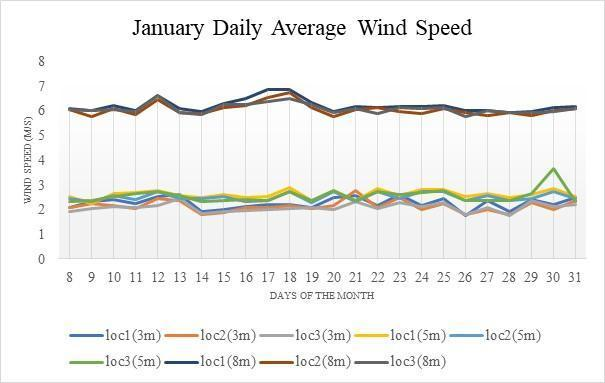 January Daily Average Wind Speed
8
7
6
5
4
3
2
1
0
WIND SPEED (M/S)
8 9 10 11 12 13 14 15 16 17 18 19 20 21 22 23 24 25 26 27 28 29 30 31
DAYS OF THE MONTH
loc1(3m) loc2(3m) loc3(3m) loc1(5m) loc2(5m)
loc3(5m) loc1(8m) loc2(8m) loc3(8m)